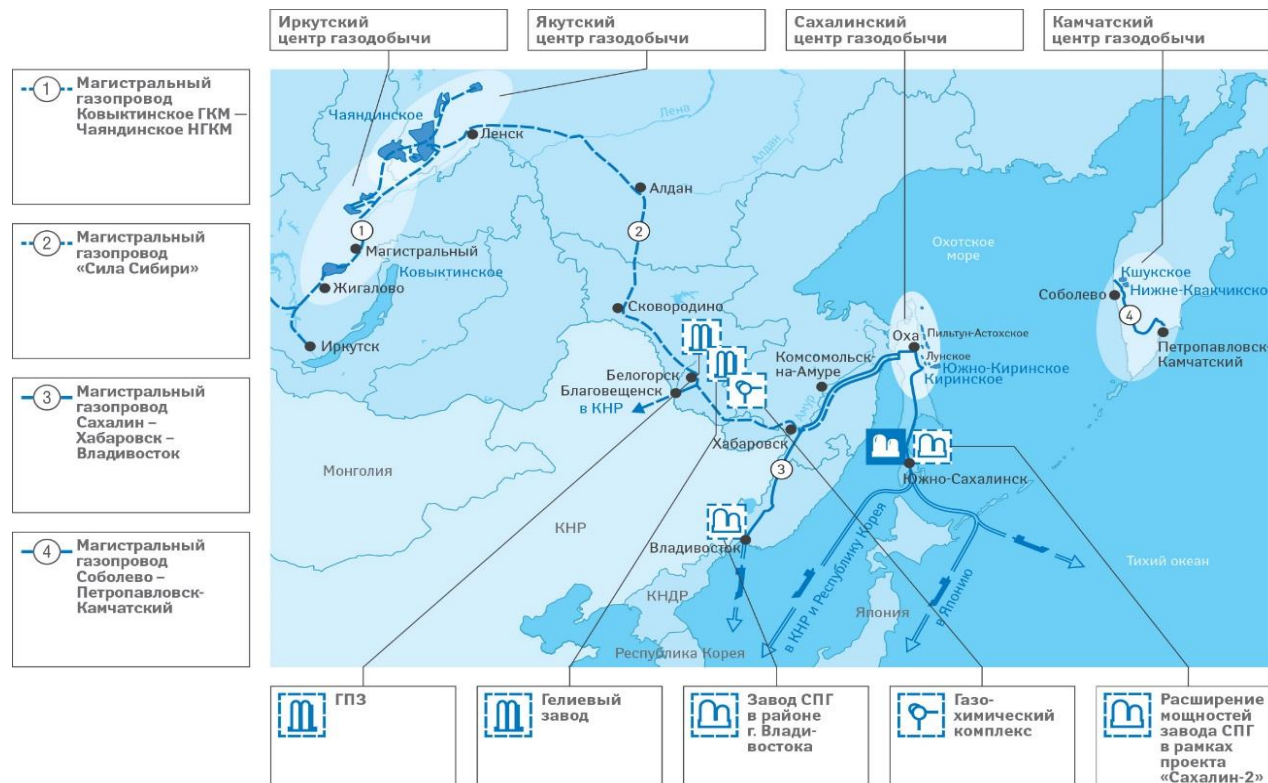 Иркутский
центр газодобычи
Якутский
центр газодобычи
Сахалинский
центр газодобычи
Камчатский
центр газодобычи
1
Магистральный
газопровод
Ковыктинское ГКМ —
Чаяндинское НГКМ
2
Магистральный
газопровод
«Сила Сибири»
3
Магистральный
газопровод
Сахалин –
Хабаровск –
Владивосток
4
Магистральный
газопровод
Соболево –
Петропавловск-
Камчатский
Чаяндинское
Ленск
Лена
Алдан
Алдан
2
1
Магистральный
Ковыктинское
Жигалово
Иркутск
Сковородино
Охотское
море
Кшукское
Нижне-Квакчикско
Соболево
4
Петропавловск-
Камчатский
Оха
Пильтун-Астохское
Лунское
Южно-Киринское
Киринское
Комсомольск-
на-Амуре
Амур
Белогорск
Благовещенск
в КНР
Хабаровск
3
Южно-Сахалинск
Монголия
КНР
Владивосток
КНДР
Республика Корея
в КНР и Республику Корея
Япония
в Японию
Тихий океан
ГПЗ
Гелиевый
завод
Завод СПГ
в районе
г. Влади-
востока
Газо-
химический
комплекс
Расширение
мощностей
завода СПГ
в рамках
проекта
«Сахалин-2»